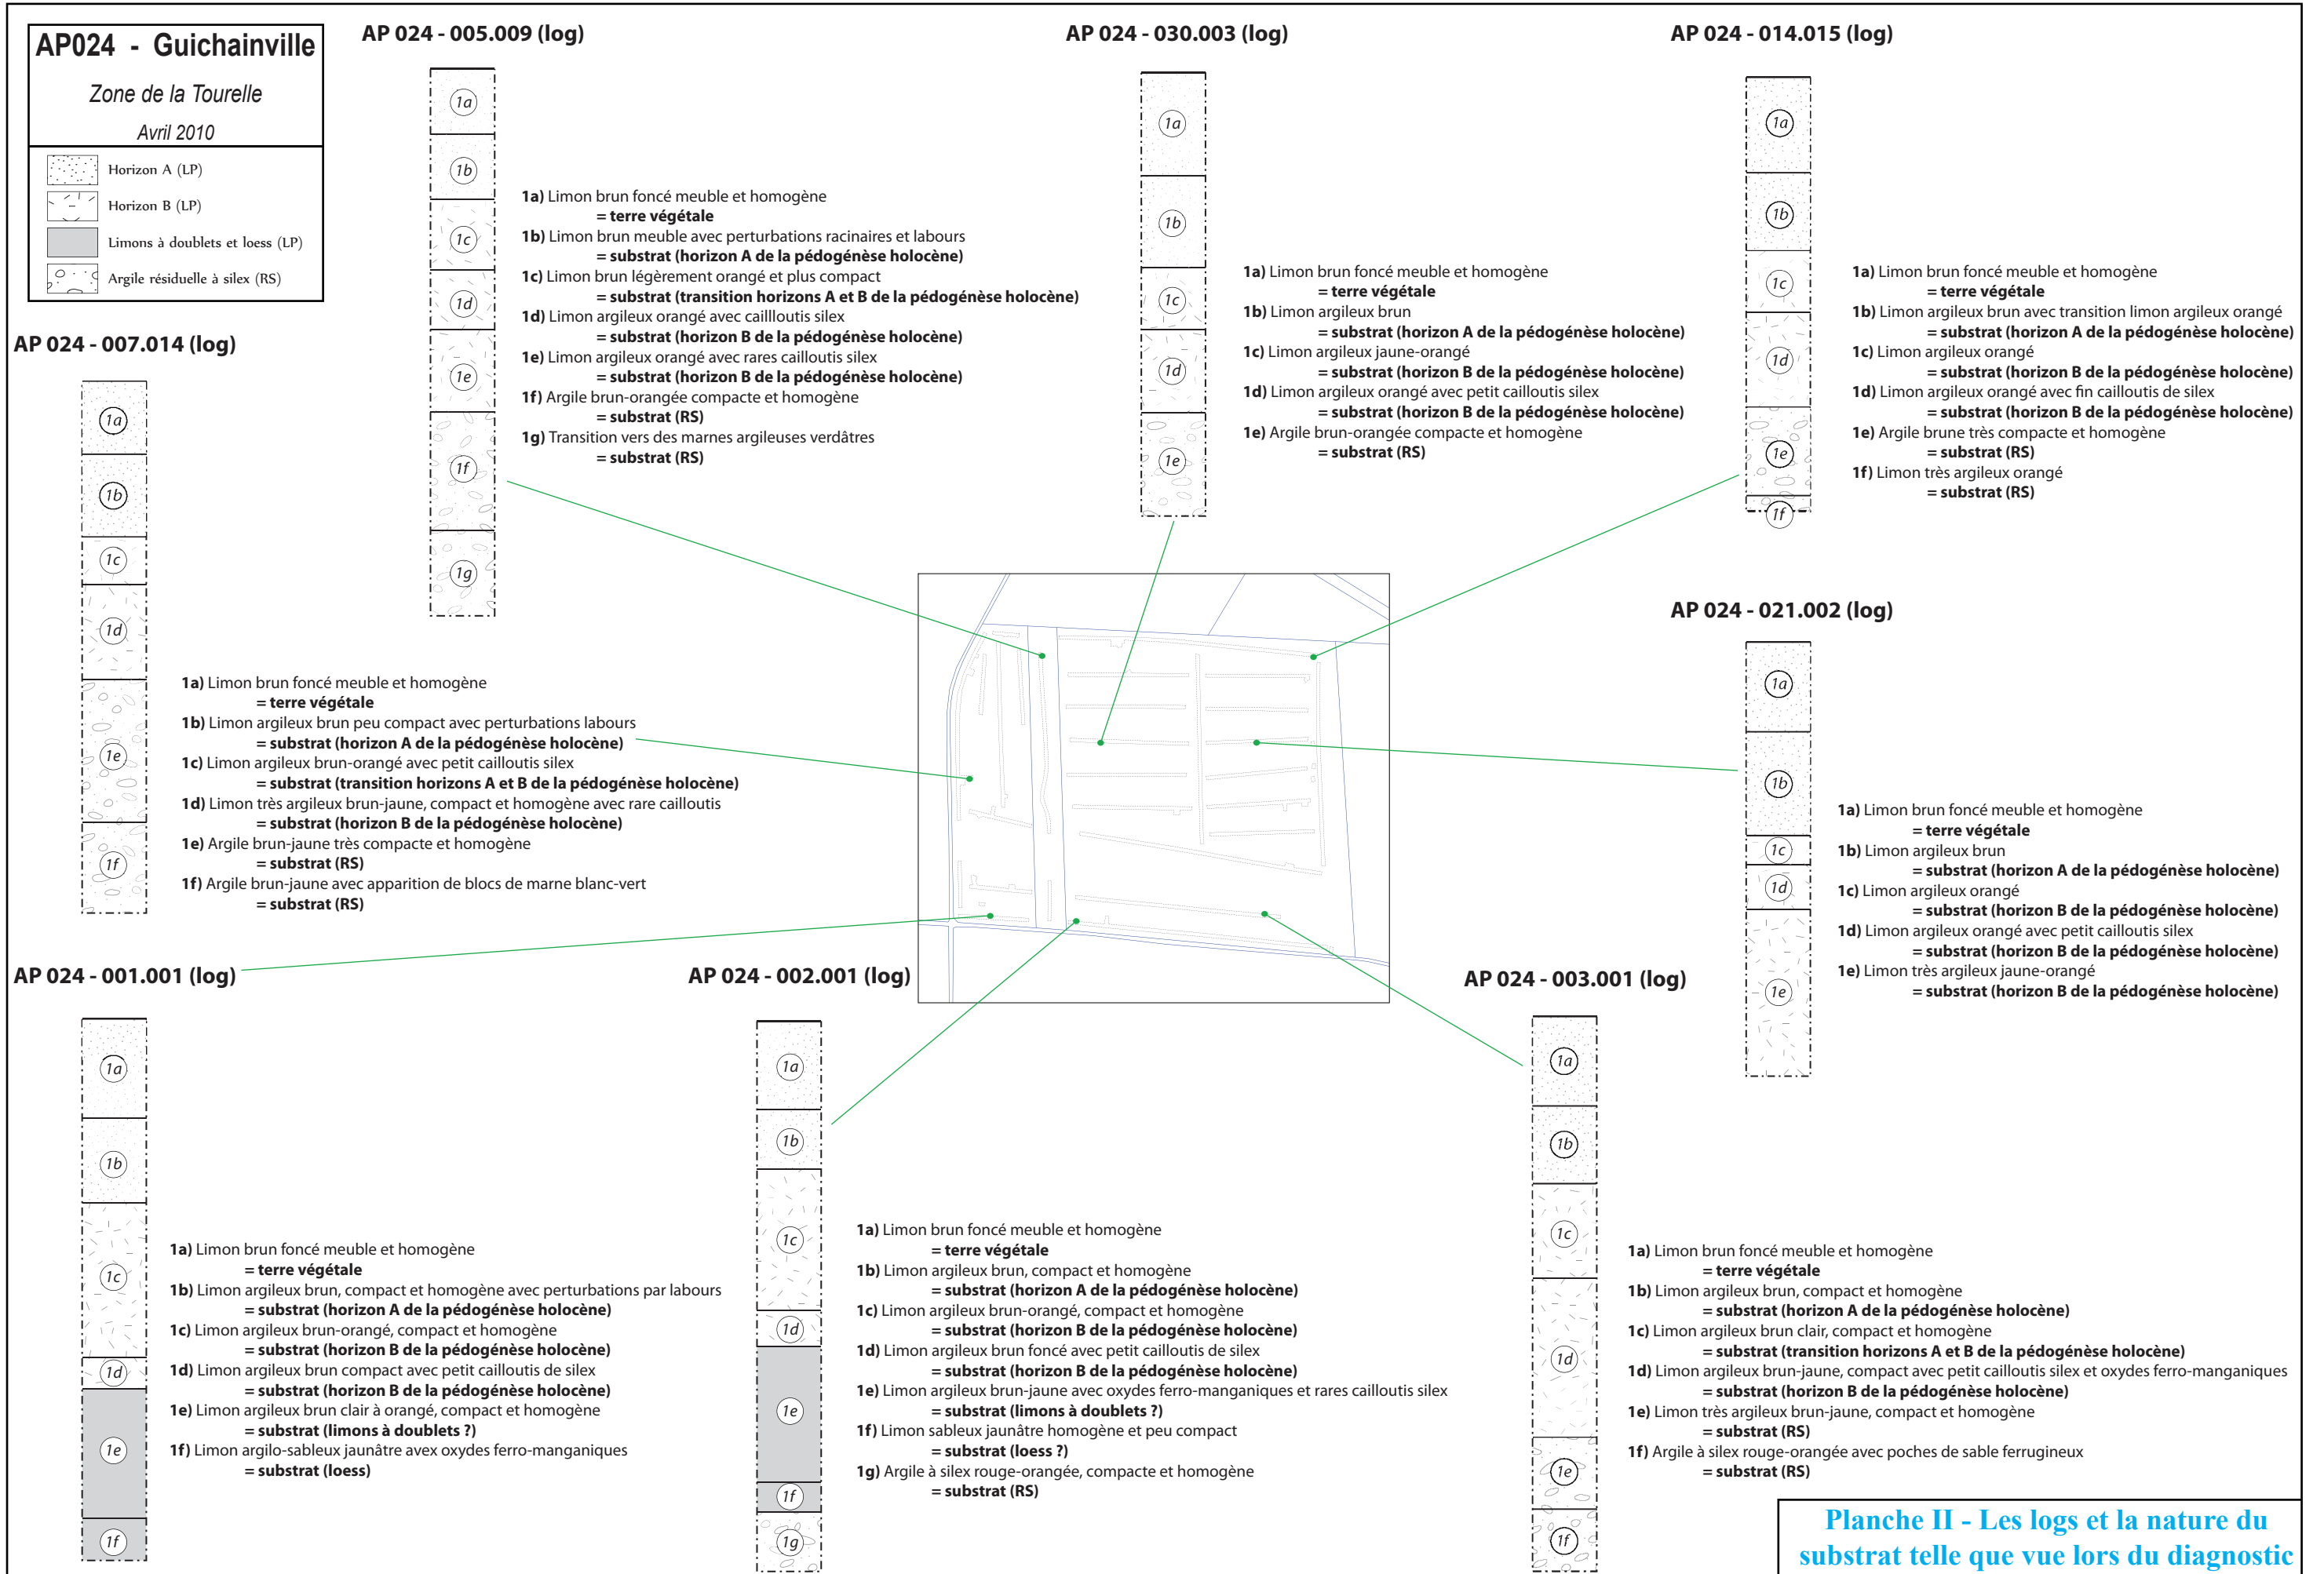 AP024 - Guichainville
Zone de la Tourelle
Avril 2010
Horizon A (LP)
Horizon B (LP)
Limons à doublets et loess (LP)
Argile résiduelle à silex (RS)
AP 024 - 005.009 (log)
1a
1b
1c
1d
1e
1f
1g
1a) Limon brun foncé meuble et homogène
= terre végétale
1b) Limon brun meuble avec perturbations racinaires et labours
= substrat (horizon A de la pédogénèse holocène)
1c) Limon brun légèrement orangé et plus compact
= substrat (transition horizons A et B de la pédogénèse holocène)
1d) Limon argileux orangé avec caillloutis silex
= substrat (horizon B de la pédogénèse holocène)
1e) Limon argileux orangé avec rares cailloutis silex
= substrat (horizon B de la pédogénèse holocène)
1f) Argile brun-orangée compacte et homogène
= substrat (RS)
1g) Transition vers des marnes argileuses verdâtres
= substrat (RS)
AP 024 - 030.003 (log)
1a
1b
1c
1d
1e
1a) Limon brun foncé meuble et homogène
= terre végétale
1b) Limon argileux brun
= substrat (horizon A de la pédogénèse holocène)
1c) Limon argileux jaune-orangé
= substrat (horizon B de la pédogénèse holocène)
1d) Limon argileux orangé avec petit cailloutis silex
= substrat (horizon B de la pédogénèse holocène)
1e) Argile brun-orangée compacte et homogène
= substrat (RS)
AP 024 - 014.015 (log)
1a
1b
1c
1d
1e
1f
1a) Limon brun foncé meuble et homogène
= terre végétale
1b) Limon argileux brun avec transition limon argileux orangé
= substrat (horizon A de la pédogénèse holocène)
1c) Limon argileux orangé
= substrat (horizon B de la pédogénèse holocène)
1d) Limon argileux orangé avec fin cailloutis de silex
= substrat (horizon B de la pédogénèse holocène)
1e) Argile brune très compacte et homogène
= substrat (RS)
1f) Limon très argileux orangé
= substrat (RS)
AP 024 - 007.014 (log)
1a
1b
1c
1d
1e
1f
1a) Limon brun foncé meuble et homogène
= terre végétale
1b) Limon argileux brun peu compact avec perturbations labours
= substrat (horizon A de la pédogénèse holocène)
1c) Limon argileux brun-orangé avec petit cailloutis silex
= substrat (transition horizons A et B de la pédogénèse holocène)
1d) Limon très argileux brun-jaune, compact et homogène avec rare cailloutis
= substrat (horizon B de la pédogénèse holocène)
1e) Argile brun-jaune très compacte et homogène
= substrat (RS)
1f) Argile brun-jaune avec apparition de blocs de marne blanc-vert
= substrat (RS)
AP 024 - 021.002 (log)
1a
1b
1c
1d
1e
1a) Limon brun foncé meuble et homogène
= terre végétale
1b) Limon argileux brun
= substrat (horizon A de la pédogénèse holocène)
1c) Limon argileux orangé
= substrat (horizon B de la pédogénèse holocène)
1d) Limon argileux orangé avec petit cailloutis silex
= substrat (horizon B de la pédogénèse holocène)
1e) Limon très argileux jaune-orangé
= substrat (horizon B de la pédogénèse holocène)
AP 024 - 001.001 (log)
1a
1b
1c
1d
1e
1f
1a) Limon brun foncé meuble et homogène
= terre végétale
1b) Limon argileux brun, compact et homogène avec perturbations par labours
= substrat (horizon A de la pédogénèse holocène)
1c) Limon argileux brun-orangé, compact et homogène
= substrat (horizon B de la pédogénèse holocène)
1d) Limon argileux brun compact avec petit cailloutis de silex
= substrat (horizon B de la pédogénèse holocène)
1e) Limon argileux brun clair à orangé, compact et homogène
= substrat (limons à doublets ?)
1f) Limon argilo-sableux jaunâtre avex oxydes ferro-manganiques
= substrat (loess)
AP 024 - 002.001 (log)
1a
1b
1c
1d
1e
1f
1g
1a) Limon brun foncé meuble et homogène
= terre végétale
1b) Limon argileux brun, compact et homogène
= substrat (horizon A de la pédogénèse holocène)
1c) Limon argileux brun-orangé, compact et homogène
= substrat (horizon B de la pédogénèse holocène)
1d) Limon argileux brun foncé avec petit cailloutis de silex
= substrat (horizon B de la pédogénèse holocène)
1e) Limon argileux brun-jaune avec oxydes ferro-manganiques et rares cailloutis silex
= substrat (limons à doublets ?)
1f) Limon sableux jaunâtre homogène et peu compact
= substrat (loess ?)
1g) Argile à silex rouge-orangée, compacte et homogène
= substrat (RS)
AP 024 - 003.001 (log)
1a
1b
1c
1d
1e
1f
1a) Limon brun foncé meuble et homogène
= terre végétale
1b) Limon argileux brun, compact et homogène
= substrat (horizon A de la pédogénèse holocène)
1c) Limon argileux brun clair, compact et homogène
= substrat (transition horizons A et B de la pédogénèse holocène)
1d) Limon argileux brun-jaune, compact avec petit cailloutis silex et oxydes ferro-manganiques
= substrat (horizon B de la pédogénèse holocène)
1e) Limon très argileux brun-jaune, compact et homogène
= substrat (RS)
1f) Argile à silex rouge-orangée avec poches de sable ferrugineux
= substrat (RS)
Planche II - Les logs et la nature du
substrat telle que vue lors du diagnostic